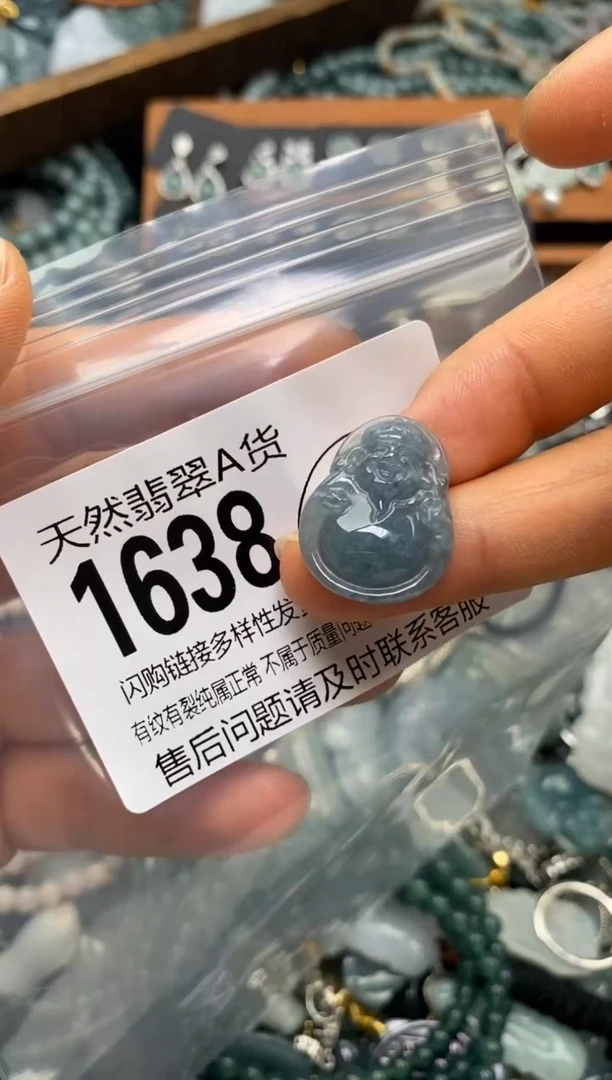 天然翡翠A货
1638
闪购链接多样性发
有纹有裂纯属正常 不属于质量问题
售后问题请及时联系客服